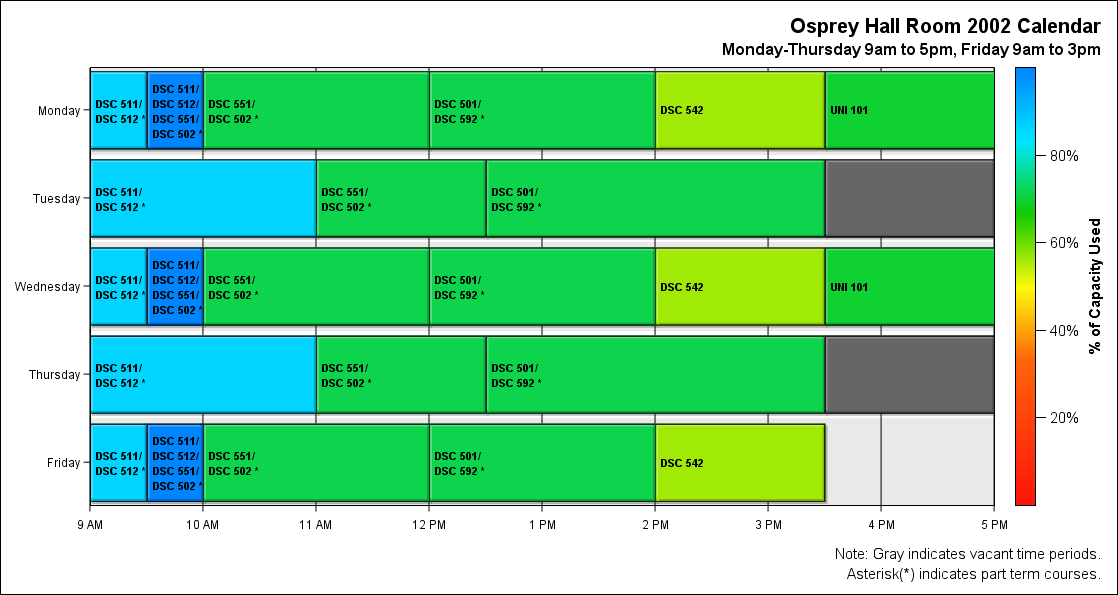 Osprey Hall Room 2002 Calendar
Monday-Thursday 9am to 5pm, Friday 9am to 3pm
Monday
DSC 511/
DSC 512 *
DSC 511/
DSC 512/
DSC 551/
DSC 502 *
DSC 551/
DSC 502 *
DSC 501/
DSC 592 *
DSC 542
UNI 101
Tuesday
DSC 511/
DSC 512 *
DSC 551/
DSC 502 *
DSC 501/
DSC 592 *
Wednesday
DSC 511/
DSC 512 *
DSC 511/
DSC 512/
DSC 551/
DSC 502 *
DSC 551/
DSC 502 *
DSC 501/
DSC 592 *
DSC 542
UNI 101
Thursday
DSC 511/
DSC 512 *
DSC 551/
DSC 502 *
DSC 501/
DSC 592 *
Friday
DSC 511/
DSC 512 *
DSC 511/
DSC 512/
DSC 551/
DSC 502 *
DSC 551/
DSC 502 *
DSC 501/
DSC 592 *
DSC 542
9 AM
10 AM
11 AM
12 PM
1 PM
2 PM
3 PM
4 PM
5 PM
80%
60%
40%
20%
% of Capacity Used
Note: Gray indicates vacant time periods.
Asterisk(*) indicates part term courses.